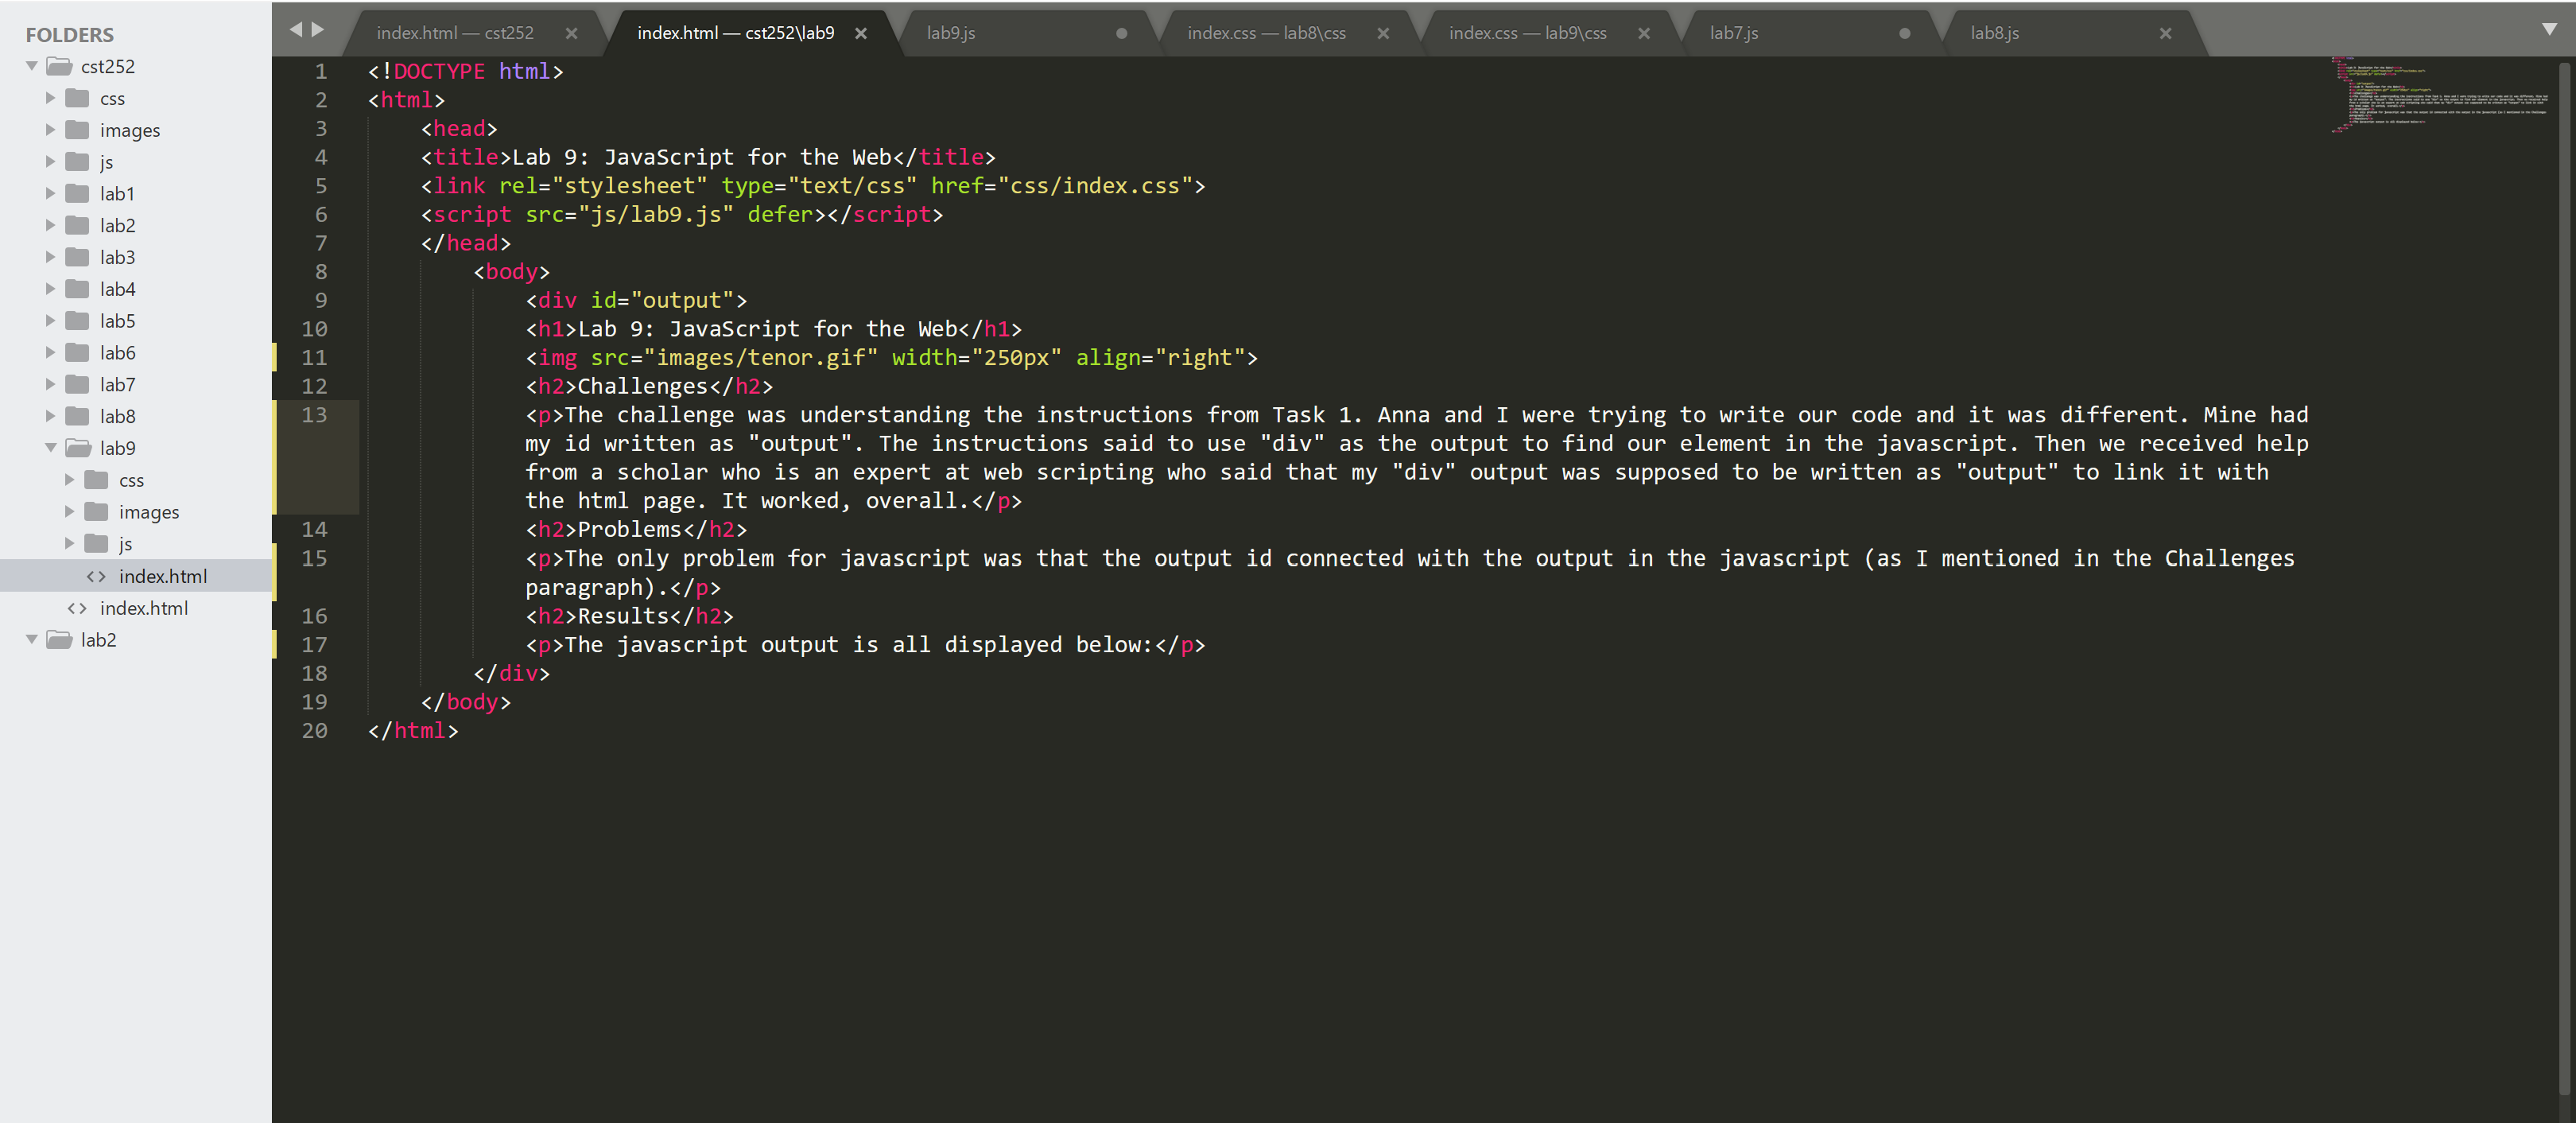 FOLDERS
cst252
css
images
js
lab1
lab2
lab3
lab4
lab5
lab6
lab7
lab8
lab9
css
images
js
index.html
index.html
lab2
index.html — cst252
index.html — cst252\lab9
lab9.js
index.css — lab8\css
index.css — lab9\css
lab7.js
lab8.js
1 <!DOCTYPE html>
2 <html>
3 <head>
4 <title>Lab 9: JavaScript for the Web</title>
5 <link rel="stylesheet" type="text/css" href="css/index.css">
6 <script src="js/lab9.js" defer></script>
7 </head>
8 <body>
9 <div id="output">
10 <h1>Lab 9: JavaScript for the Web</h1>
11 <img src="images/tenor.gif" width="250px" align="right">
12 <h2>Challenges</h2>
13 <p>The challenge was understanding the instructions from Task 1. Anna and I were trying to write our code and it was different. Mine had
my id written as "output". The instructions said to use "div" as the output to find our element in the javascript. Then we received help
from a scholar who is an expert at web scripting who said that my "div" output was supposed to be written as "output" to link it with
the html page. It worked, overall.</p>
14 <h2>Problems</h2>
15 <p>The only problem for javascript was that the output id connected with the output in the javascript (as I mentioned in the Challenges
paragraph).</p>
16 <h2>Results</h2>
17 <p>The javascript output is all displayed below:</p>
18 </div>
19 </body>
20 </html>